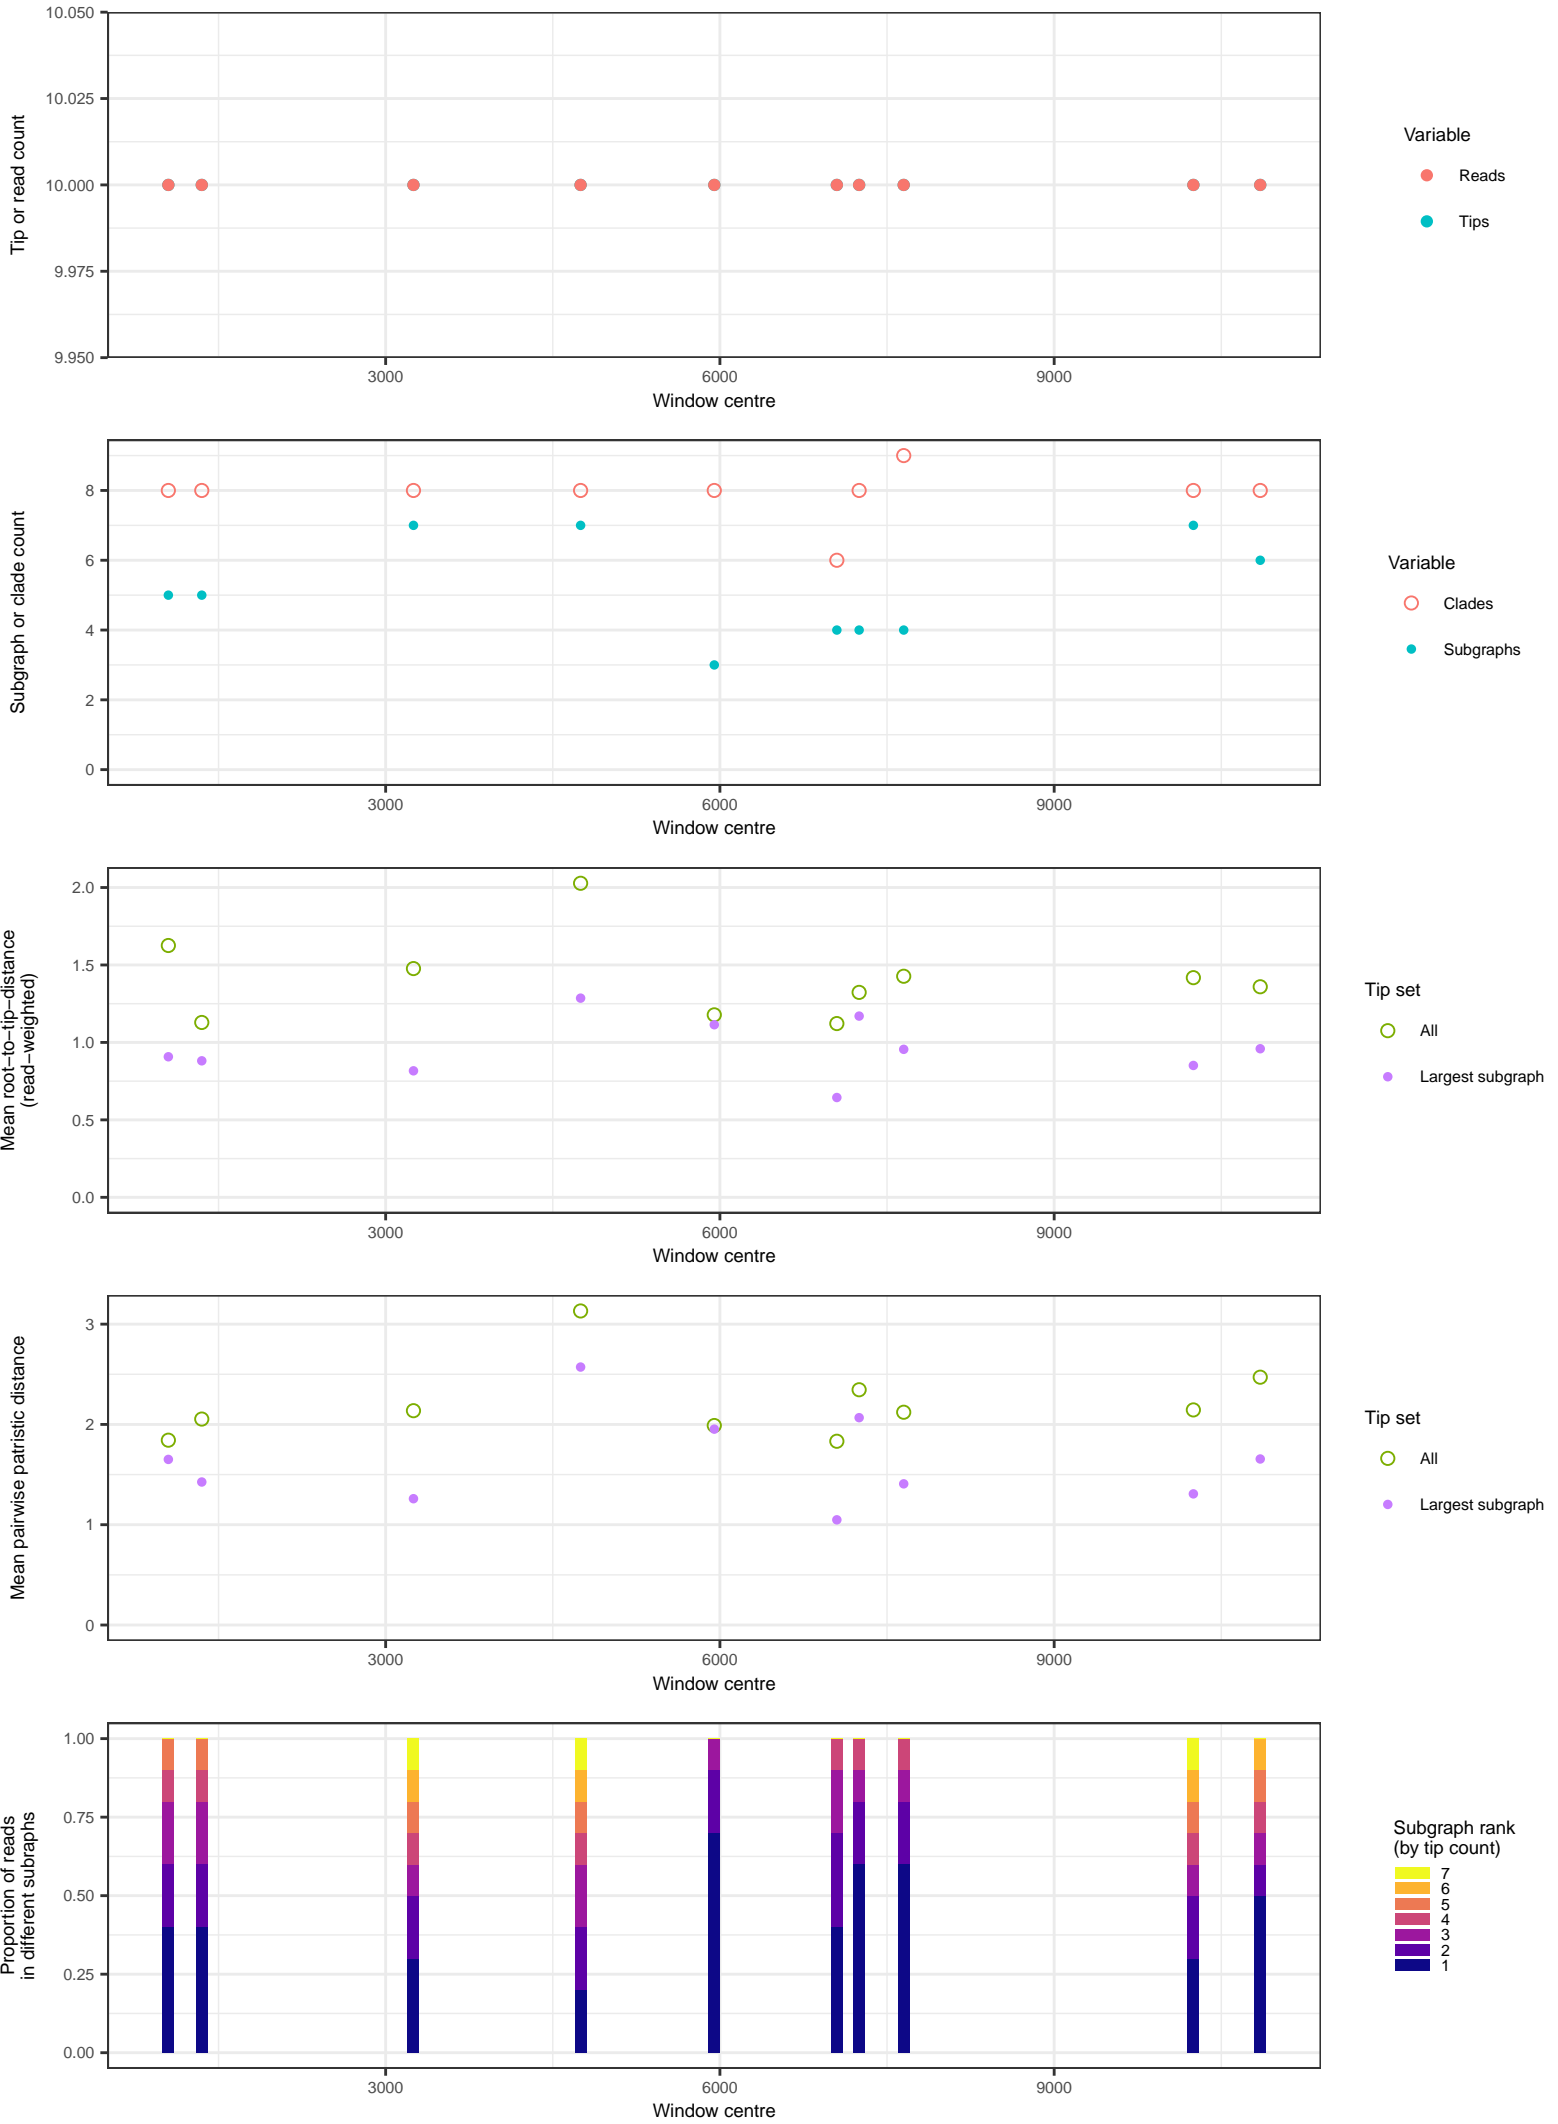 10.050
10.025
10.000
9.975
9.950
Tip or read count
3000
6000
9000
Window centre
Variable
Reads
Tips
8
6
4
2
0
Subgraph or clade count
3000
6000
9000
Window centre
Variable
Clades
Subgraphs
2.0
1.5
1.0
0.5
0.0
Mean root−to−tip−distance
(read−weighted)
3000
6000
9000
Window centre
Tip set
All
Largest subgraph
3
2
1
0
Mean pairwise patristic distance
3000
6000
9000
Window centre
Tip set
All
Largest subgraph
1.00
0.75
0.50
0.25
0.00
Proportion of reads
in different subraphs
3000
6000
9000
Window centre
Subgraph rank
(by tip count)
7
6
5
4
3
2
1